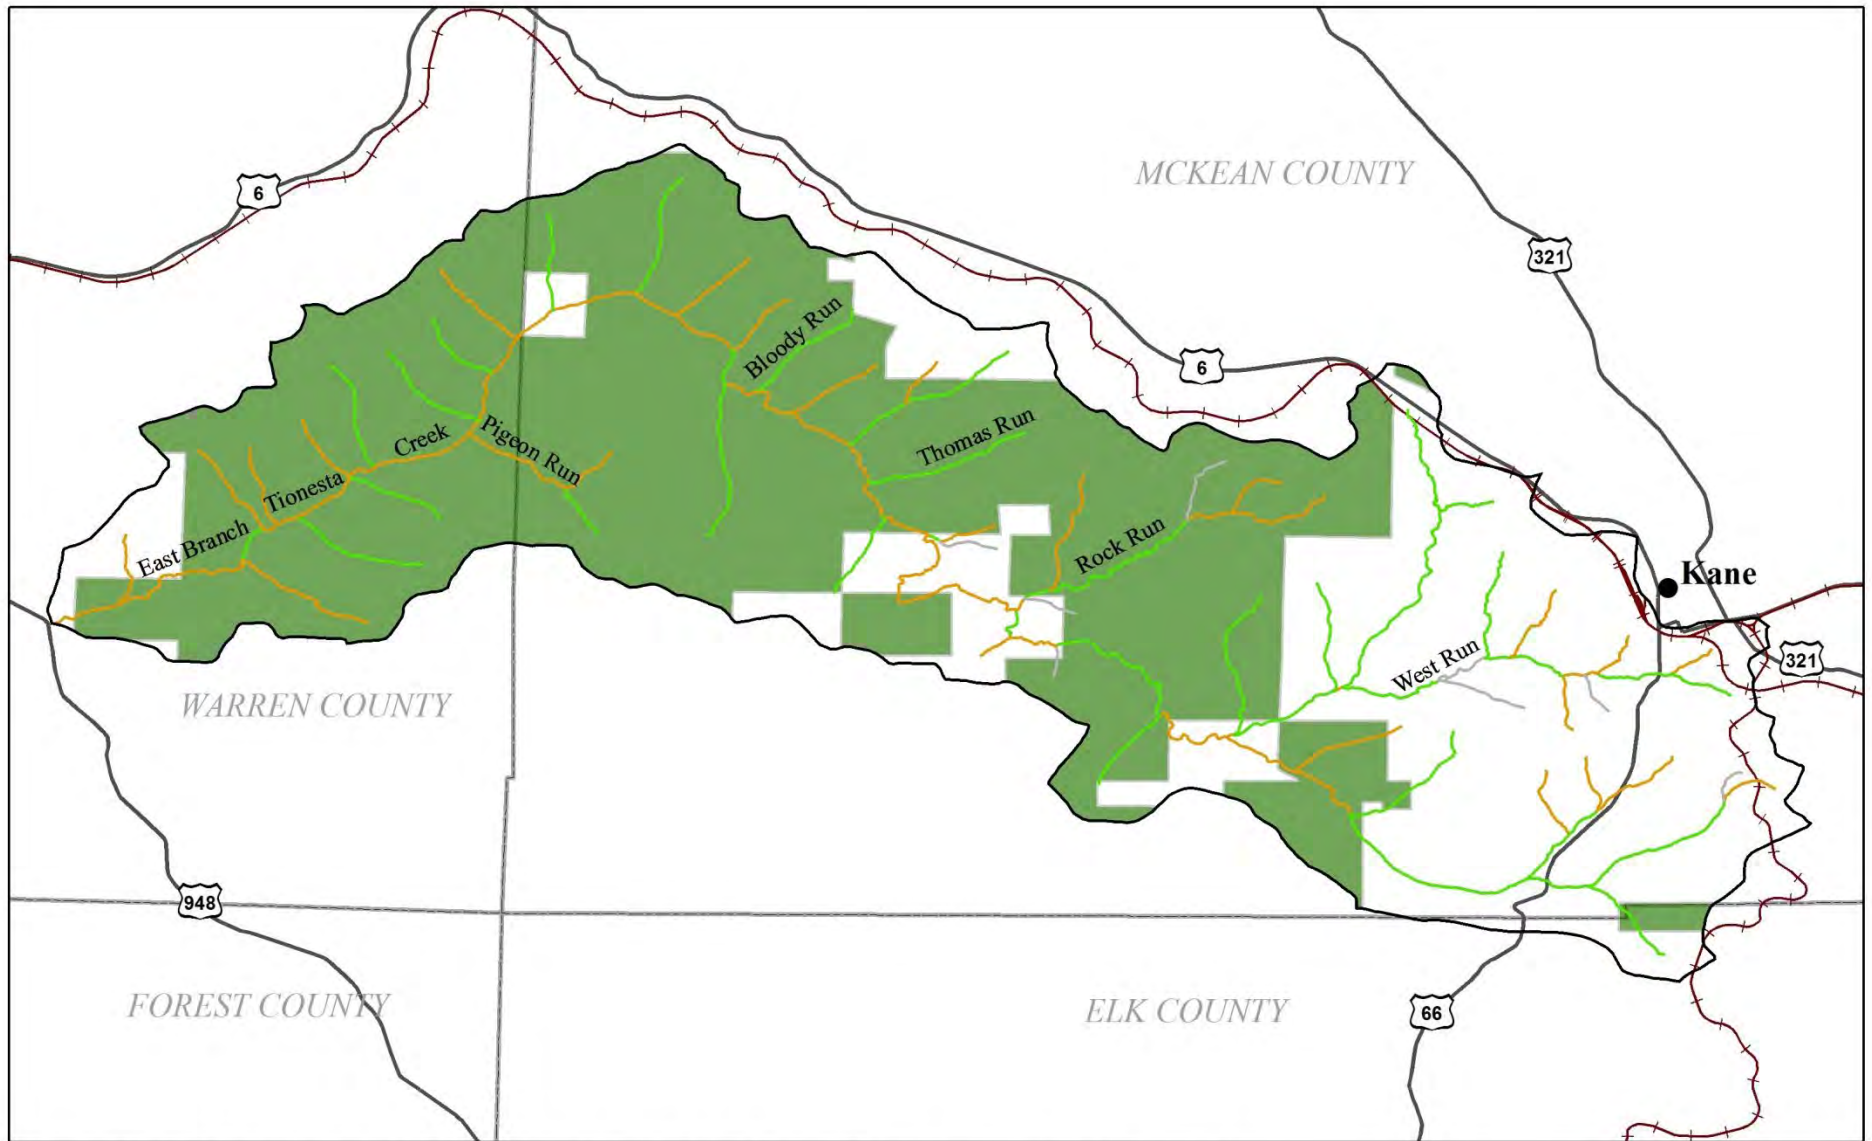 MCKEAN COUNTY
6
321
Bloody Run
6
Thomas Run
Creek
Pigeon Run
Tionesta
East Branch
Rock Run
Kane
West Run
321
WARREN COUNTY
948
FOREST COUNTY
ELK COUNTY
66